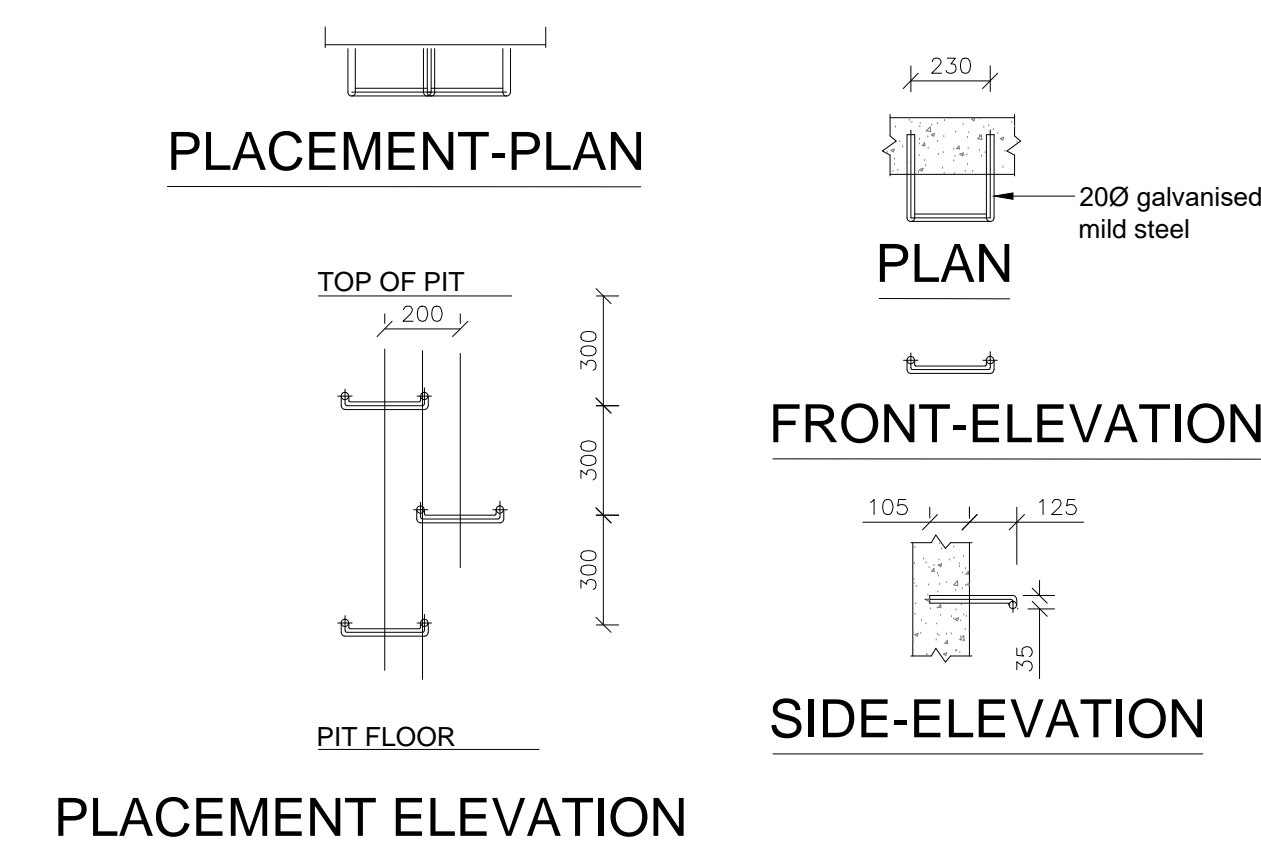 PLACEMENT-PLAN
TOP OF PIT
200
300
300
300
PIT FLOOR
PLACEMENT ELEVATION
230
20Ø galvanised
mild steel
PLAN
FRONT-ELEVATION
105
125
35
SIDE-ELEVATION